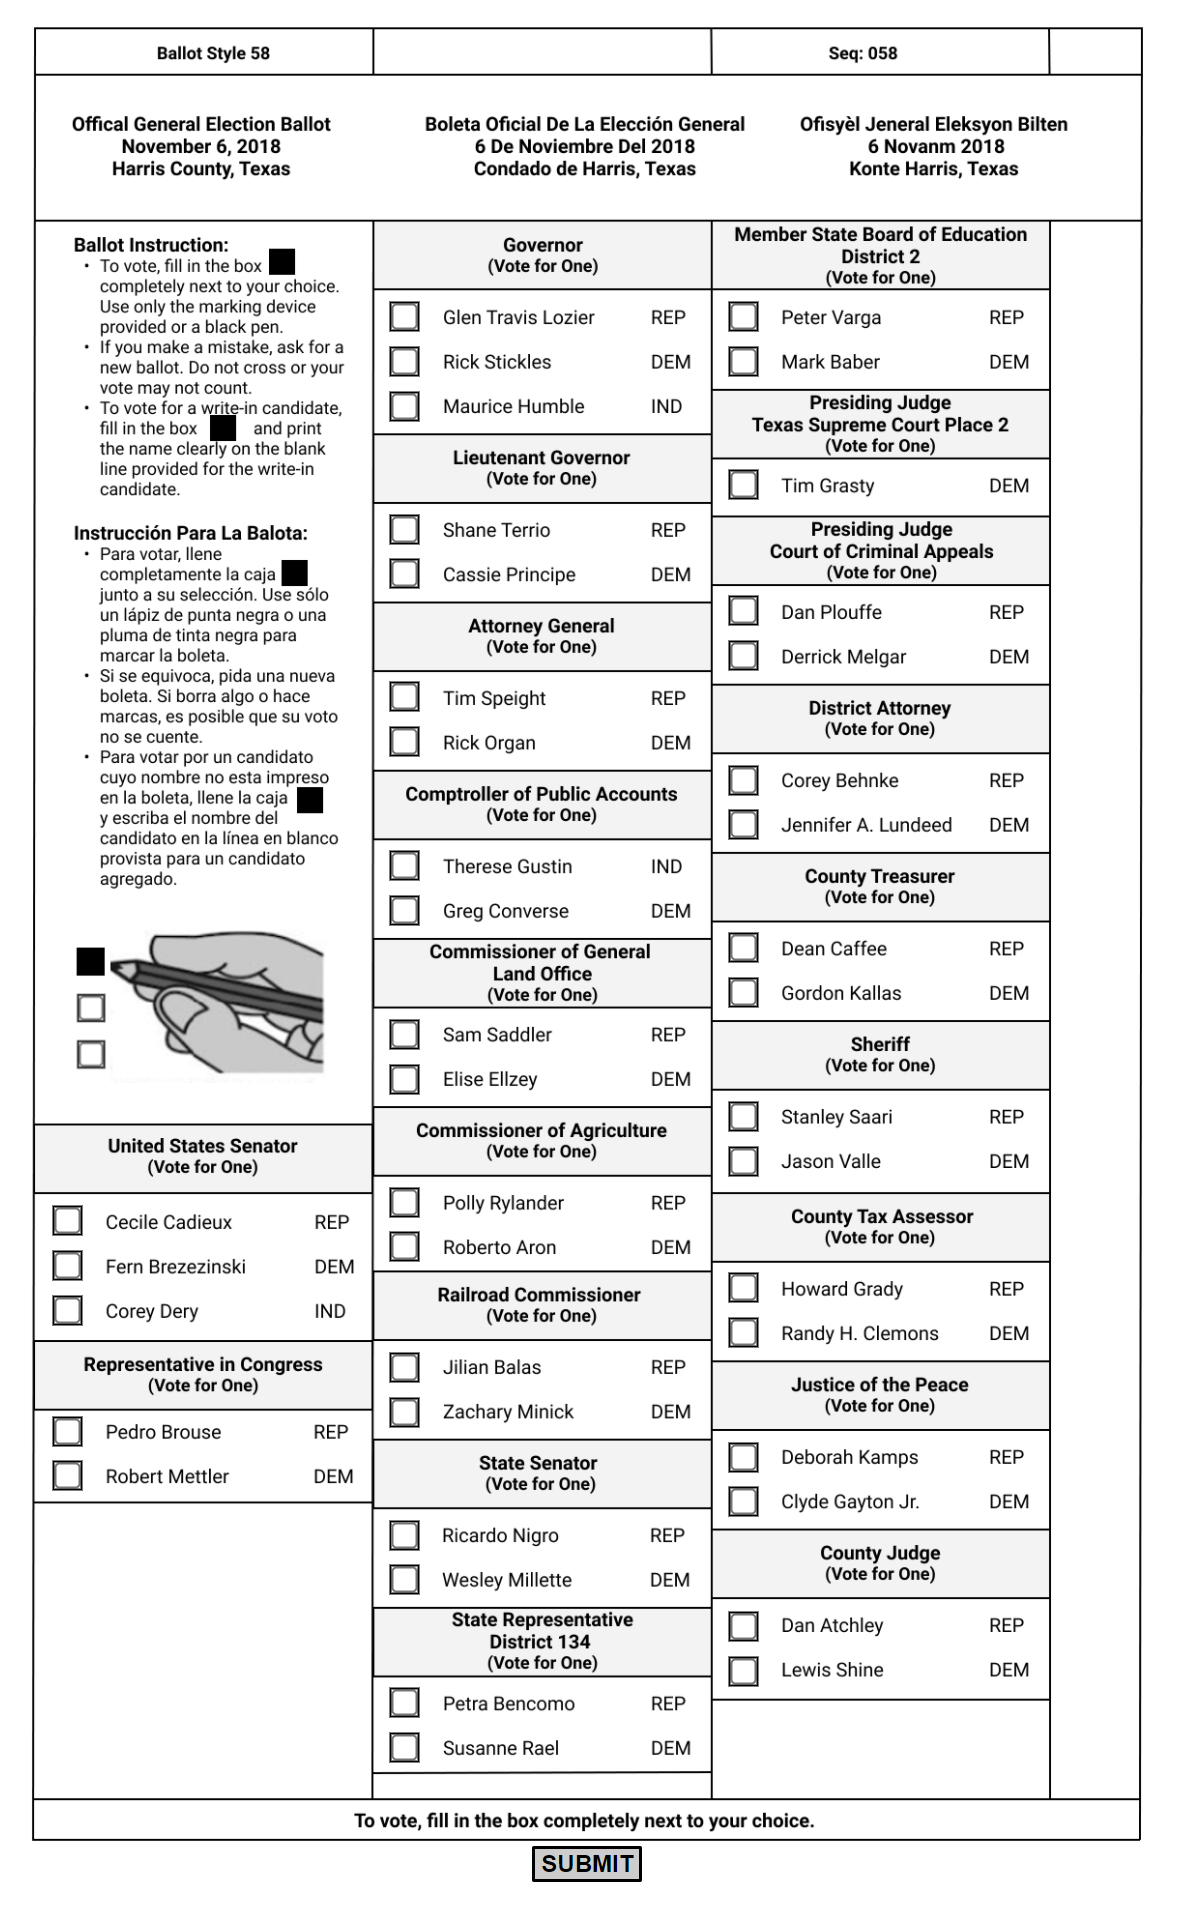 Ballot Style 58
Seq: 058
Offical General Election Ballot
November 6, 2018
Harris County, Texas
Boleta Oficial De La Elección General
6 De Noviembre Del 2018
Condado de Harris, Texas
Ofisyèl Jeneral Eleksyon Bilten
6 Novanm 2018
Konte Harris, Texas
Ballot Instruction:
• To vote, fill in the box
completely next to your choice.
Use only the marking device
provided or a black pen.
• If you make a mistake, ask for a
new ballot. Do not cross or your
vote may not count.
• To vote for a write-in candidate,
fill in the box and print
the name clearly on the blank
line provided for the write-in
candidate.
Instrucción Para La Balota:
• Para votar, llene
completamente la caja
junto a su selección. Use sólo
un lápiz de punta negra o una
pluma de tinta negra para
marcar la boleta.
• Si se equivoca, pida una nueva
boleta. Si borra algo o hace
marcas, es posible que su voto
no se cuente.
• Para votar por un candidato
cuyo nombre no esta impreso
en la boleta, llene la caja
y escriba el nombre del
candidato en la línea en blanco
provista para un candidato
agregado.
United States Senator
(Vote for One)
Cecile Cadieux REP
Fern Brezezinski DEM
Corey Dery IND
Representative in Congress
(Vote for One)
Pedro Brouse REP
Robert Mettler DEM
Governor
(Vote for One)
Glen Travis Lozier REP
Rick Stickles DEM
Maurice Humble IND
Lieutenant Governor
(Vote for One)
Shane Terrio REP
Cassie Principe DEM
Attorney General
(Vote for One)
Tim Speight REP
Rick Organ DEM
Comptroller of Public Accounts
(Vote for One)
Therese Gustin IND
Greg Converse DEM
Commissioner of General
Land Office
(Vote for One)
Sam Saddler REP
Elise Ellzey DEM
Commissioner of Agriculture
(Vote for One)
Polly Rylander REP
Roberto Aron DEM
Railroad Commissioner
(Vote for One)
Jilian Balas REP
Zachary Minick DEM
State Senator
(Vote for One)
Ricardo Nigro REP
Wesley Millette DEM
State Representative
District 134
(Vote for One)
Petra Bencomo REP
Susanne Rael DEM
Member State Board of Education
District 2
(Vote for One)
Peter Varga REP
Mark Baber DEM
Presiding Judge
Texas Supreme Court Place 2
(Vote for One)
Tim Grasty DEM
Presiding Judge
Court of Criminal Appeals
(Vote for One)
Dan Plouffe REP
Derrick Melgar DEM
District Attorney
(Vote for One)
Corey Behnke REP
Jennifer A. Lundeed DEM
County Treasurer
(Vote for One)
Dean Caffee REP
Gordon Kallas DEM
Sheriff
(Vote for One)
Stanley Saari REP
Jason Valle DEM
County Tax Assessor
(Vote for One)
Howard Grady REP
Randy H. Clemons DEM
Justice of the Peace
(Vote for One)
Deborah Kamps REP
Clyde Gayton Jr. DEM
County Judge
(Vote for One)
Dan Atchley REP
Lewis Shine DEM
To vote, fill in the box completely next to your choice.
SUBMIT